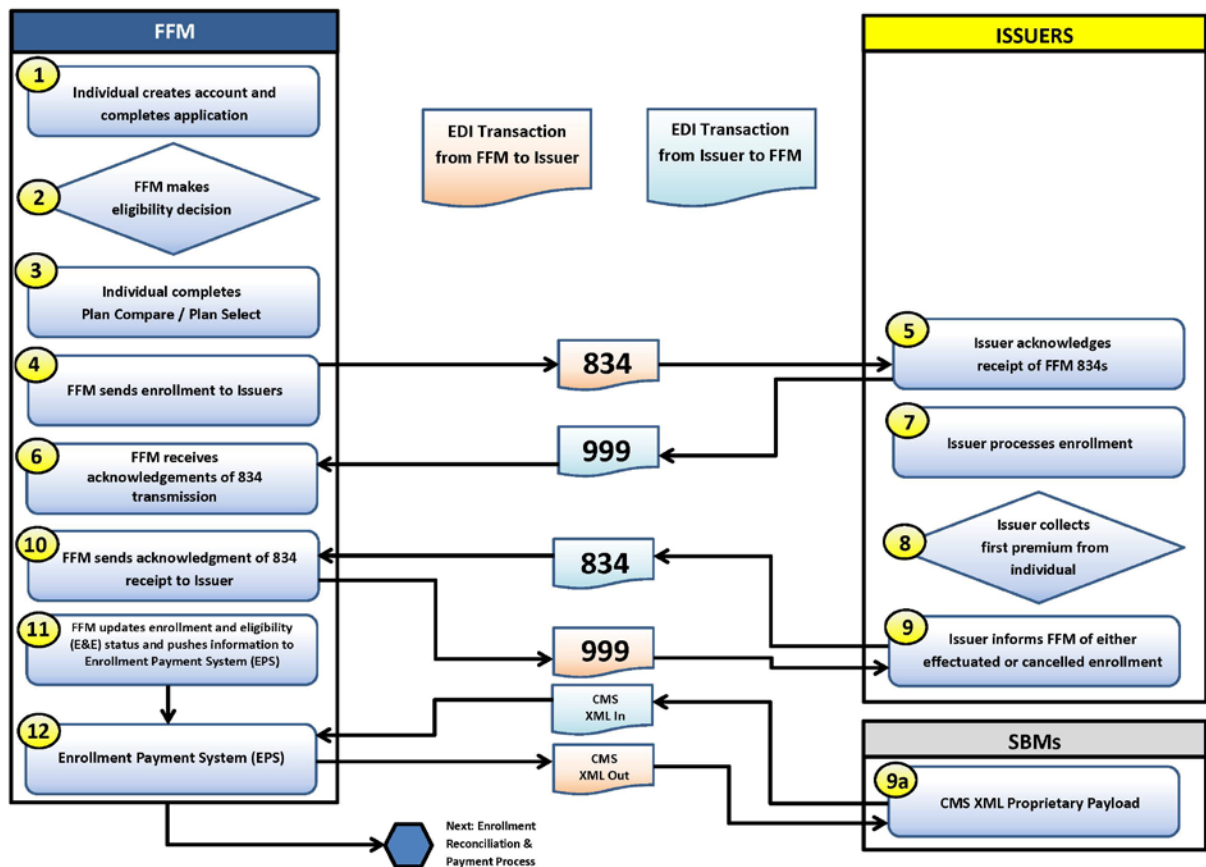 FFM
ISSUERS
1
Individual creates account and
completes application
2
FFM makes
eligibility decision
3
Individual completes
Plan Compare / Plan Select
4
FFM sends enrollment to Issuers
6
FFM receives
acknowledgements of 834
transmission
10
FFM sends acknowledgment of 834
receipt to Issuer
11
FFM updates enrollment and eligibility
(E&E) status and pushes information to
Enrollment Payment System (EPS)
12
Enrollment Payment System (EPS)
EDI Transaction
from FFM to Issuer
EDI Transaction
from Issuer to FFM
834
999
834
999
CMS
XML In
CMS
XML Out
Next: Enrollment
Reconciliation &
Payment Process
5
Issuer acknowledges
receipt of FFM 834s
7
Issuer processes enrollment
8
Issuer collects
first premium from
individual
9
Issuer informs FFM of either
effectuated or cancelled enrollment
SBMs
9a
CMS XML Proprietary Payload